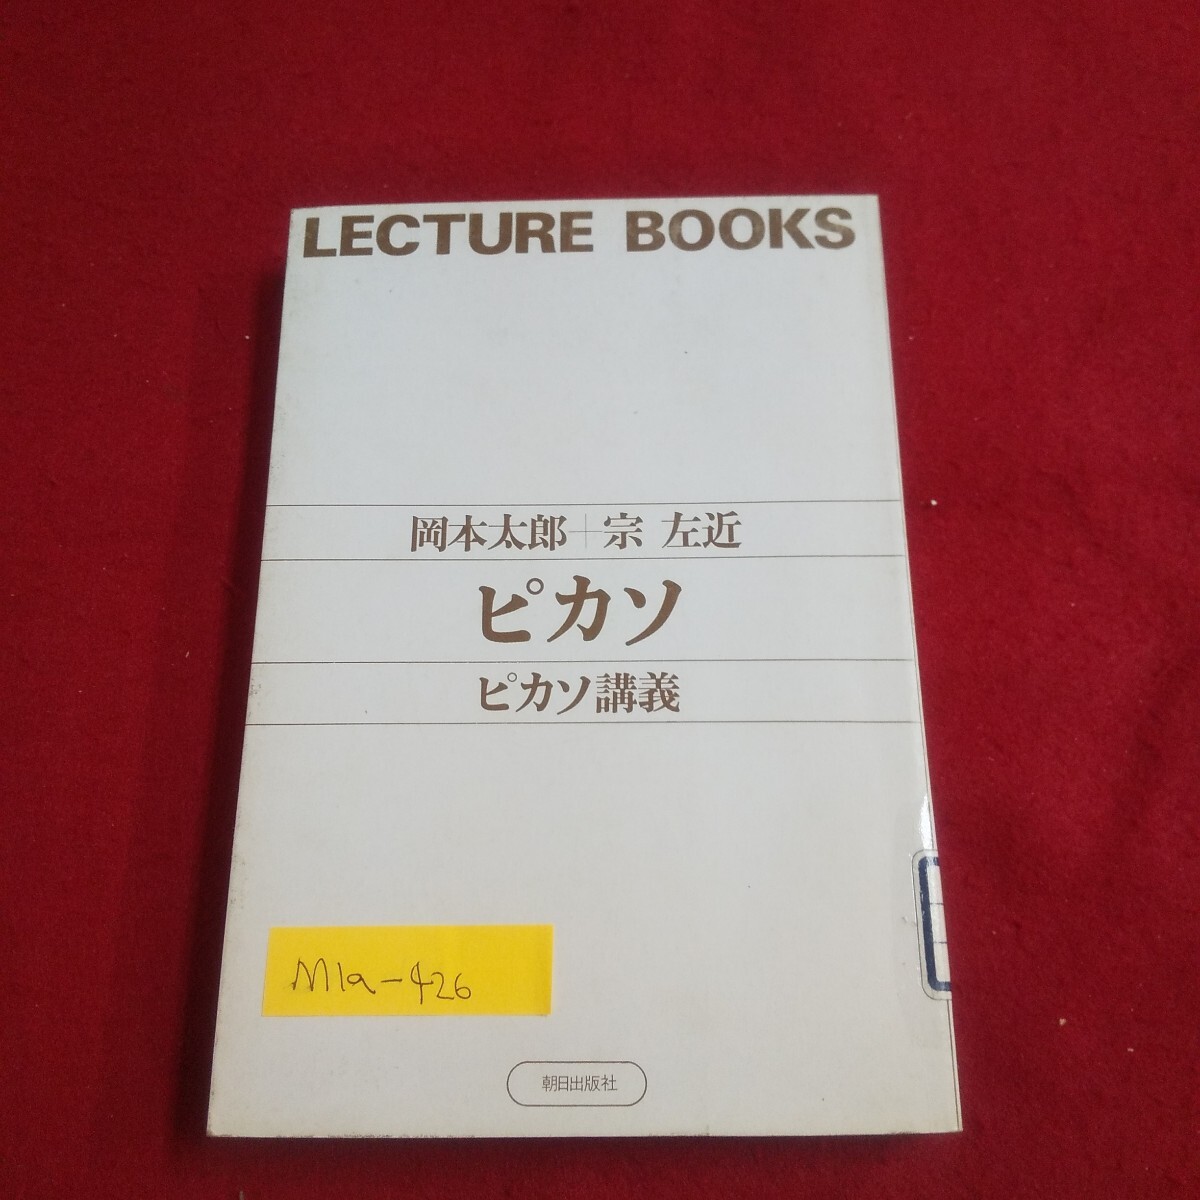 LECTURE BOOKS
岡本太郎+宗 左近
ピカソ
ピカソ講義
M1a-426
朝日出版社